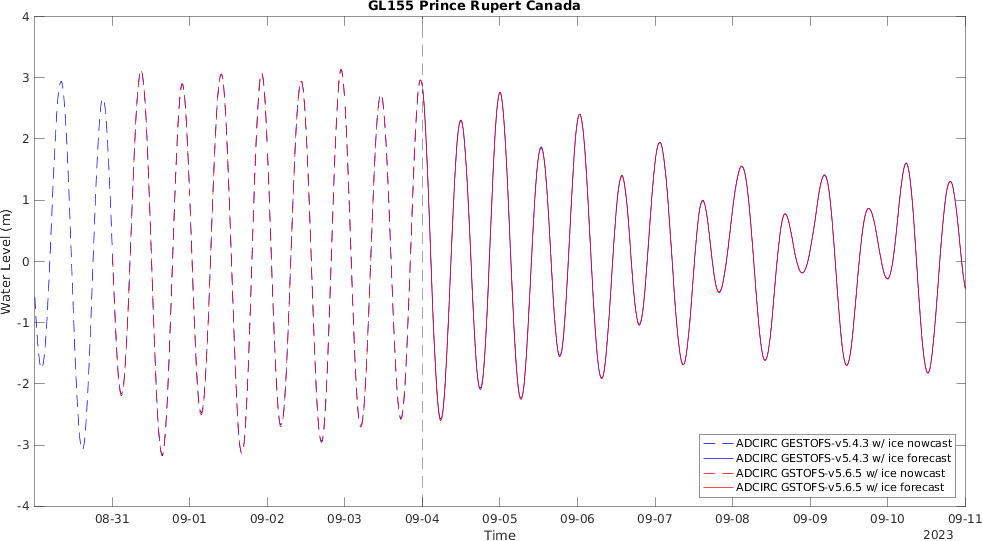 GL155 Prince Rupert Canada
4
3
2
1
0
-1
-2
-3
-4
Water Level (m)
08-31 09-01 09-02 09-03 09-04 09-05 09-06 09-07 09-08 09-09 09-10 09-11
Time
2023
ADCIRC GESTOFS-v5.4.3 w/ ice nowcast
ADCIRC GESTOFS-v5.4.3 w/ ice forecast
ADCIRC GSTOFS-v5.6.5 w/ ice nowcast
ADCIRC GSTOFS-v5.6.5 w/ ice forecast